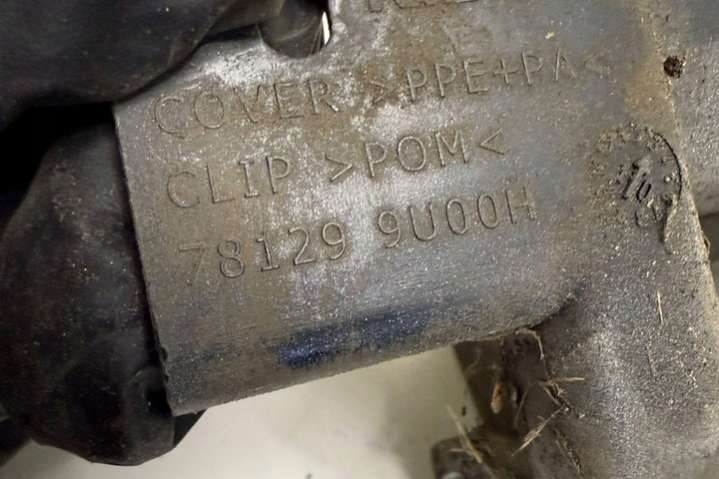 COVER >PPE+PA<
CLIP >POM<
78129 9U00H